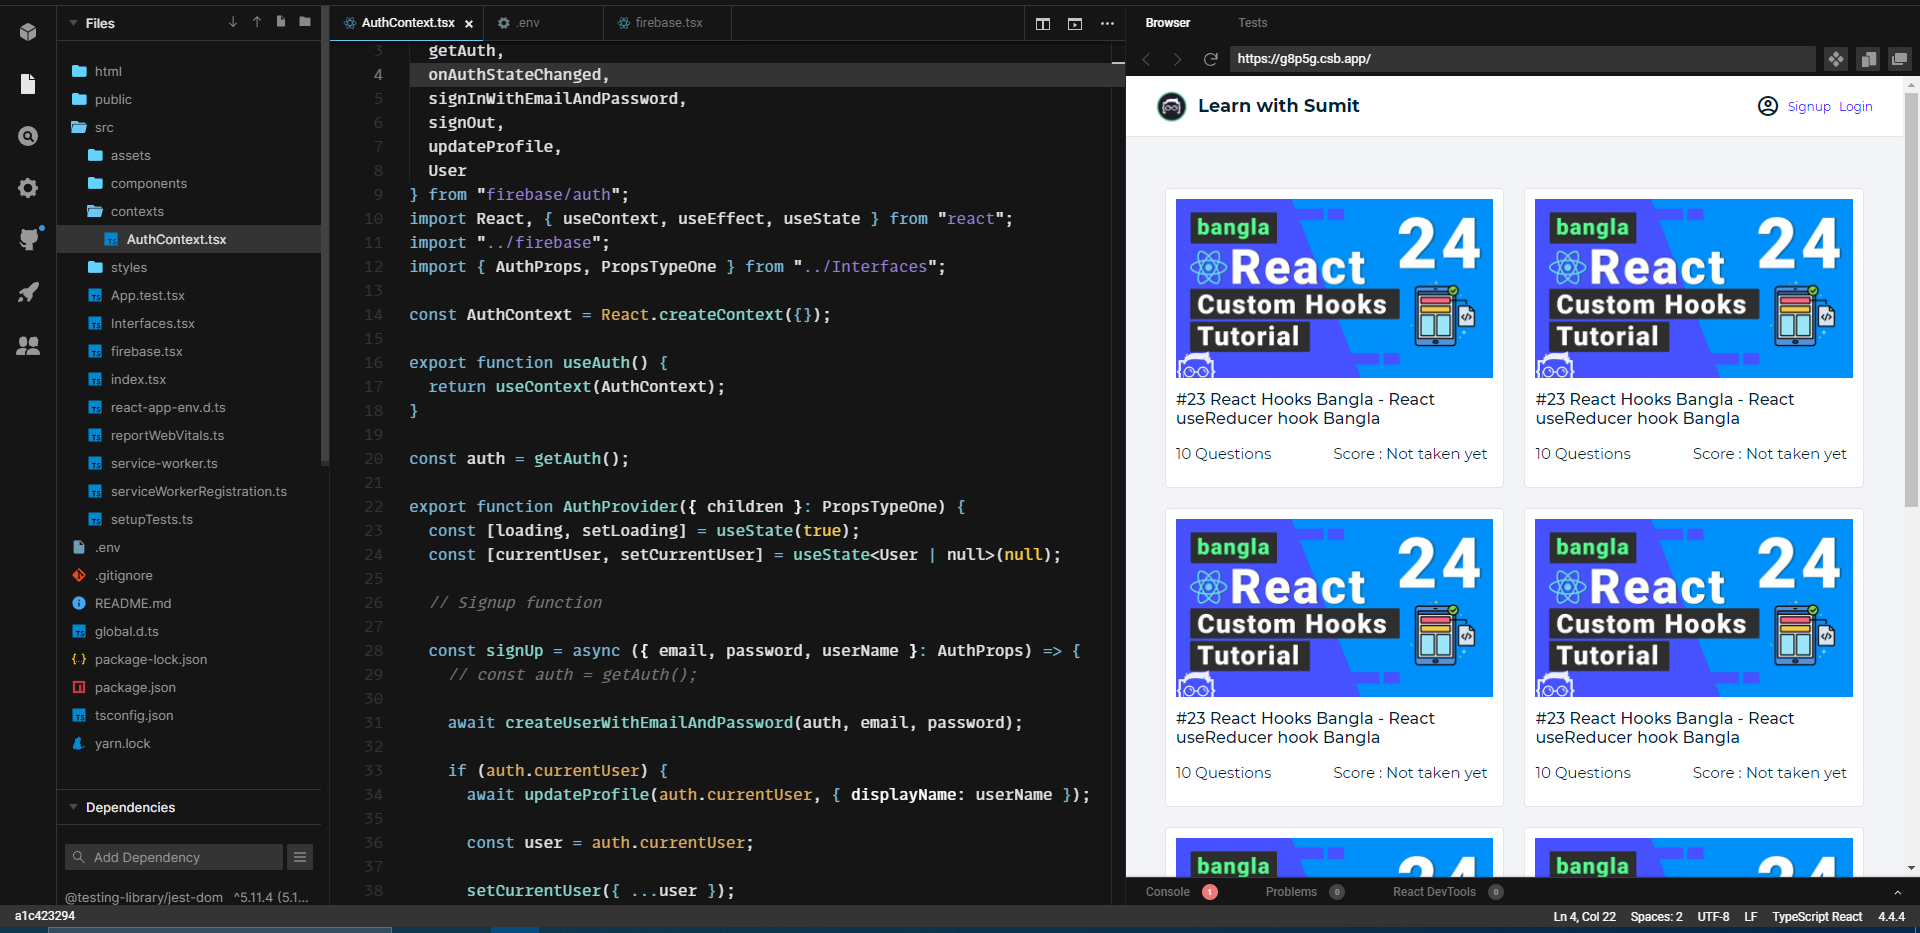 Files
html
public
src
assets
components
contexts
AuthContext.tsx
styles
App.test.tsx
Interfaces.tsx
firebase.tsx
index.tsx
react-app-env.d.ts
reportWebVitals.ts
service-worker.ts
serviceWorkerRegistration.ts
setupTests.ts
.env
.gitignore
README.md
global.d.ts
package-lock.json
package.json
tsconfig.json
yarn.lock
Dependencies
Add Dependency
@testing-library/jest-dom ^5.11.4 (5.1...
AuthContext.tsx × .env firebase.tsx
3 getAuth,
4 onAuthStateChanged,
5 signInWithEmailAndPassword,
6 signOut,
7 updateProfile,
8 User
9 } from "firebase/auth";
10 import React, { useContext, useEffect, useState } from "react";
11 import "../firebase";
12 import { AuthProps, PropsTypeOne } from "../Interfaces";
13
14 const AuthContext = React.createContext({});
15
16 export function useAuth() {
17 return useContext(AuthContext);
18 }
19
20 const auth = getAuth();
21
22 export function AuthProvider({ children }: PropsTypeOne) {
23 const [loading, setLoading] = useState(true);
24 const [currentUser, setCurrentUser] = useState<User | null>(null);
25
26 // Signup function
27
28 const signUp = async ({ email, password, userName }: AuthProps) => {
29 // const auth = getAuth();
30
31 await createUserWithEmailAndPassword(auth, email, password);
32
33 if (auth.currentUser) {
34 await updateProfile(auth.currentUser, { displayName: userName });
35
36 const user = auth.currentUser;
37
38 setCurrentUser({ ...user });
Browser Tests
https://g8p5g.csb.app/
Learn with Sumit Signup Login
bangla 24
React
Custom Hooks
Tutorial
#23 React Hooks Bangla - React
useReducer hook Bangla
10 Questions Score : Not taken yet
bangla 24
React
Custom Hooks
Tutorial
#23 React Hooks Bangla - React
useReducer hook Bangla
10 Questions Score : Not taken yet
bangla 24
React
Custom Hooks
Tutorial
#23 React Hooks Bangla - React
useReducer hook Bangla
10 Questions Score : Not taken yet
bangla 24
React
Custom Hooks
Tutorial
#23 React Hooks Bangla - React
useReducer hook Bangla
10 Questions Score : Not taken yet
bangla 24
bangla 24
Console 1 Problems 0 React DevTools 0
a1c423294 Ln 4, Col 22 Spaces: 2 UTF-8 LF TypeScript React 4.4.4